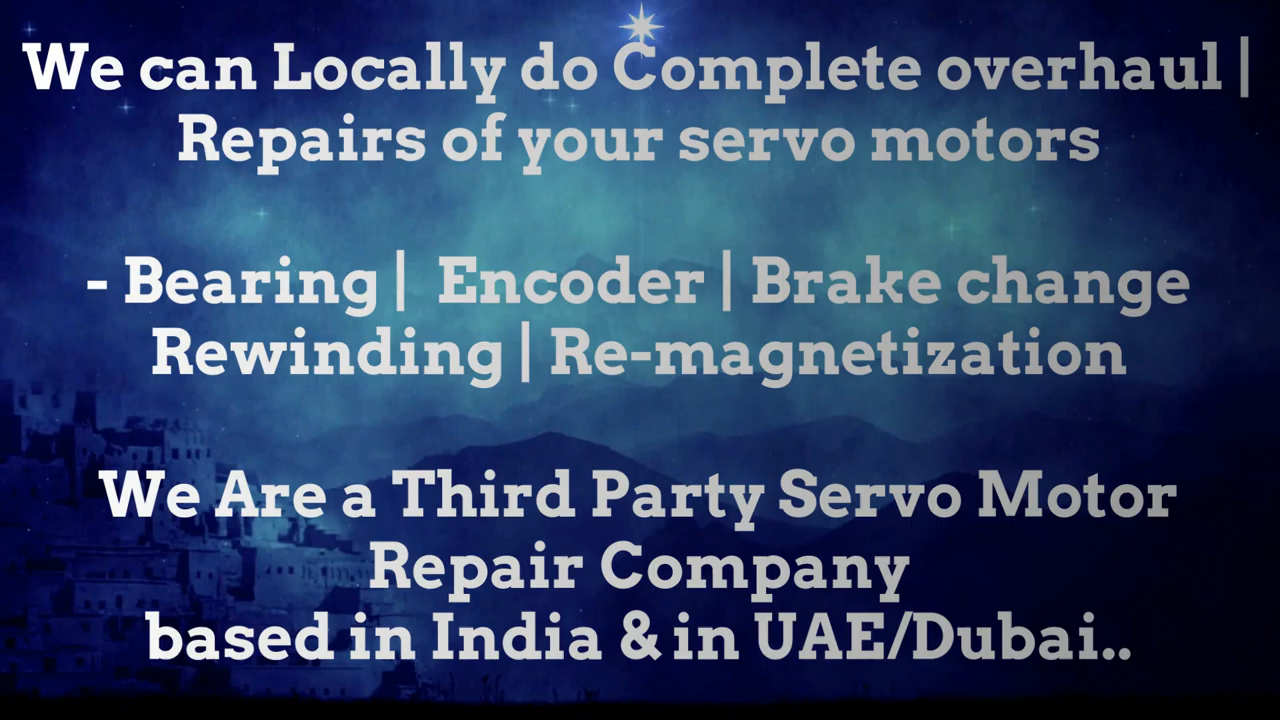 We can Locally do Complete overhaul |
Repairs of your servo motors
- Bearing | Encoder | Brake change
Rewinding | Re-magnetization
We Are a Third Party Servo Motor
Repair Company
based in India & in UAE/Dubai..